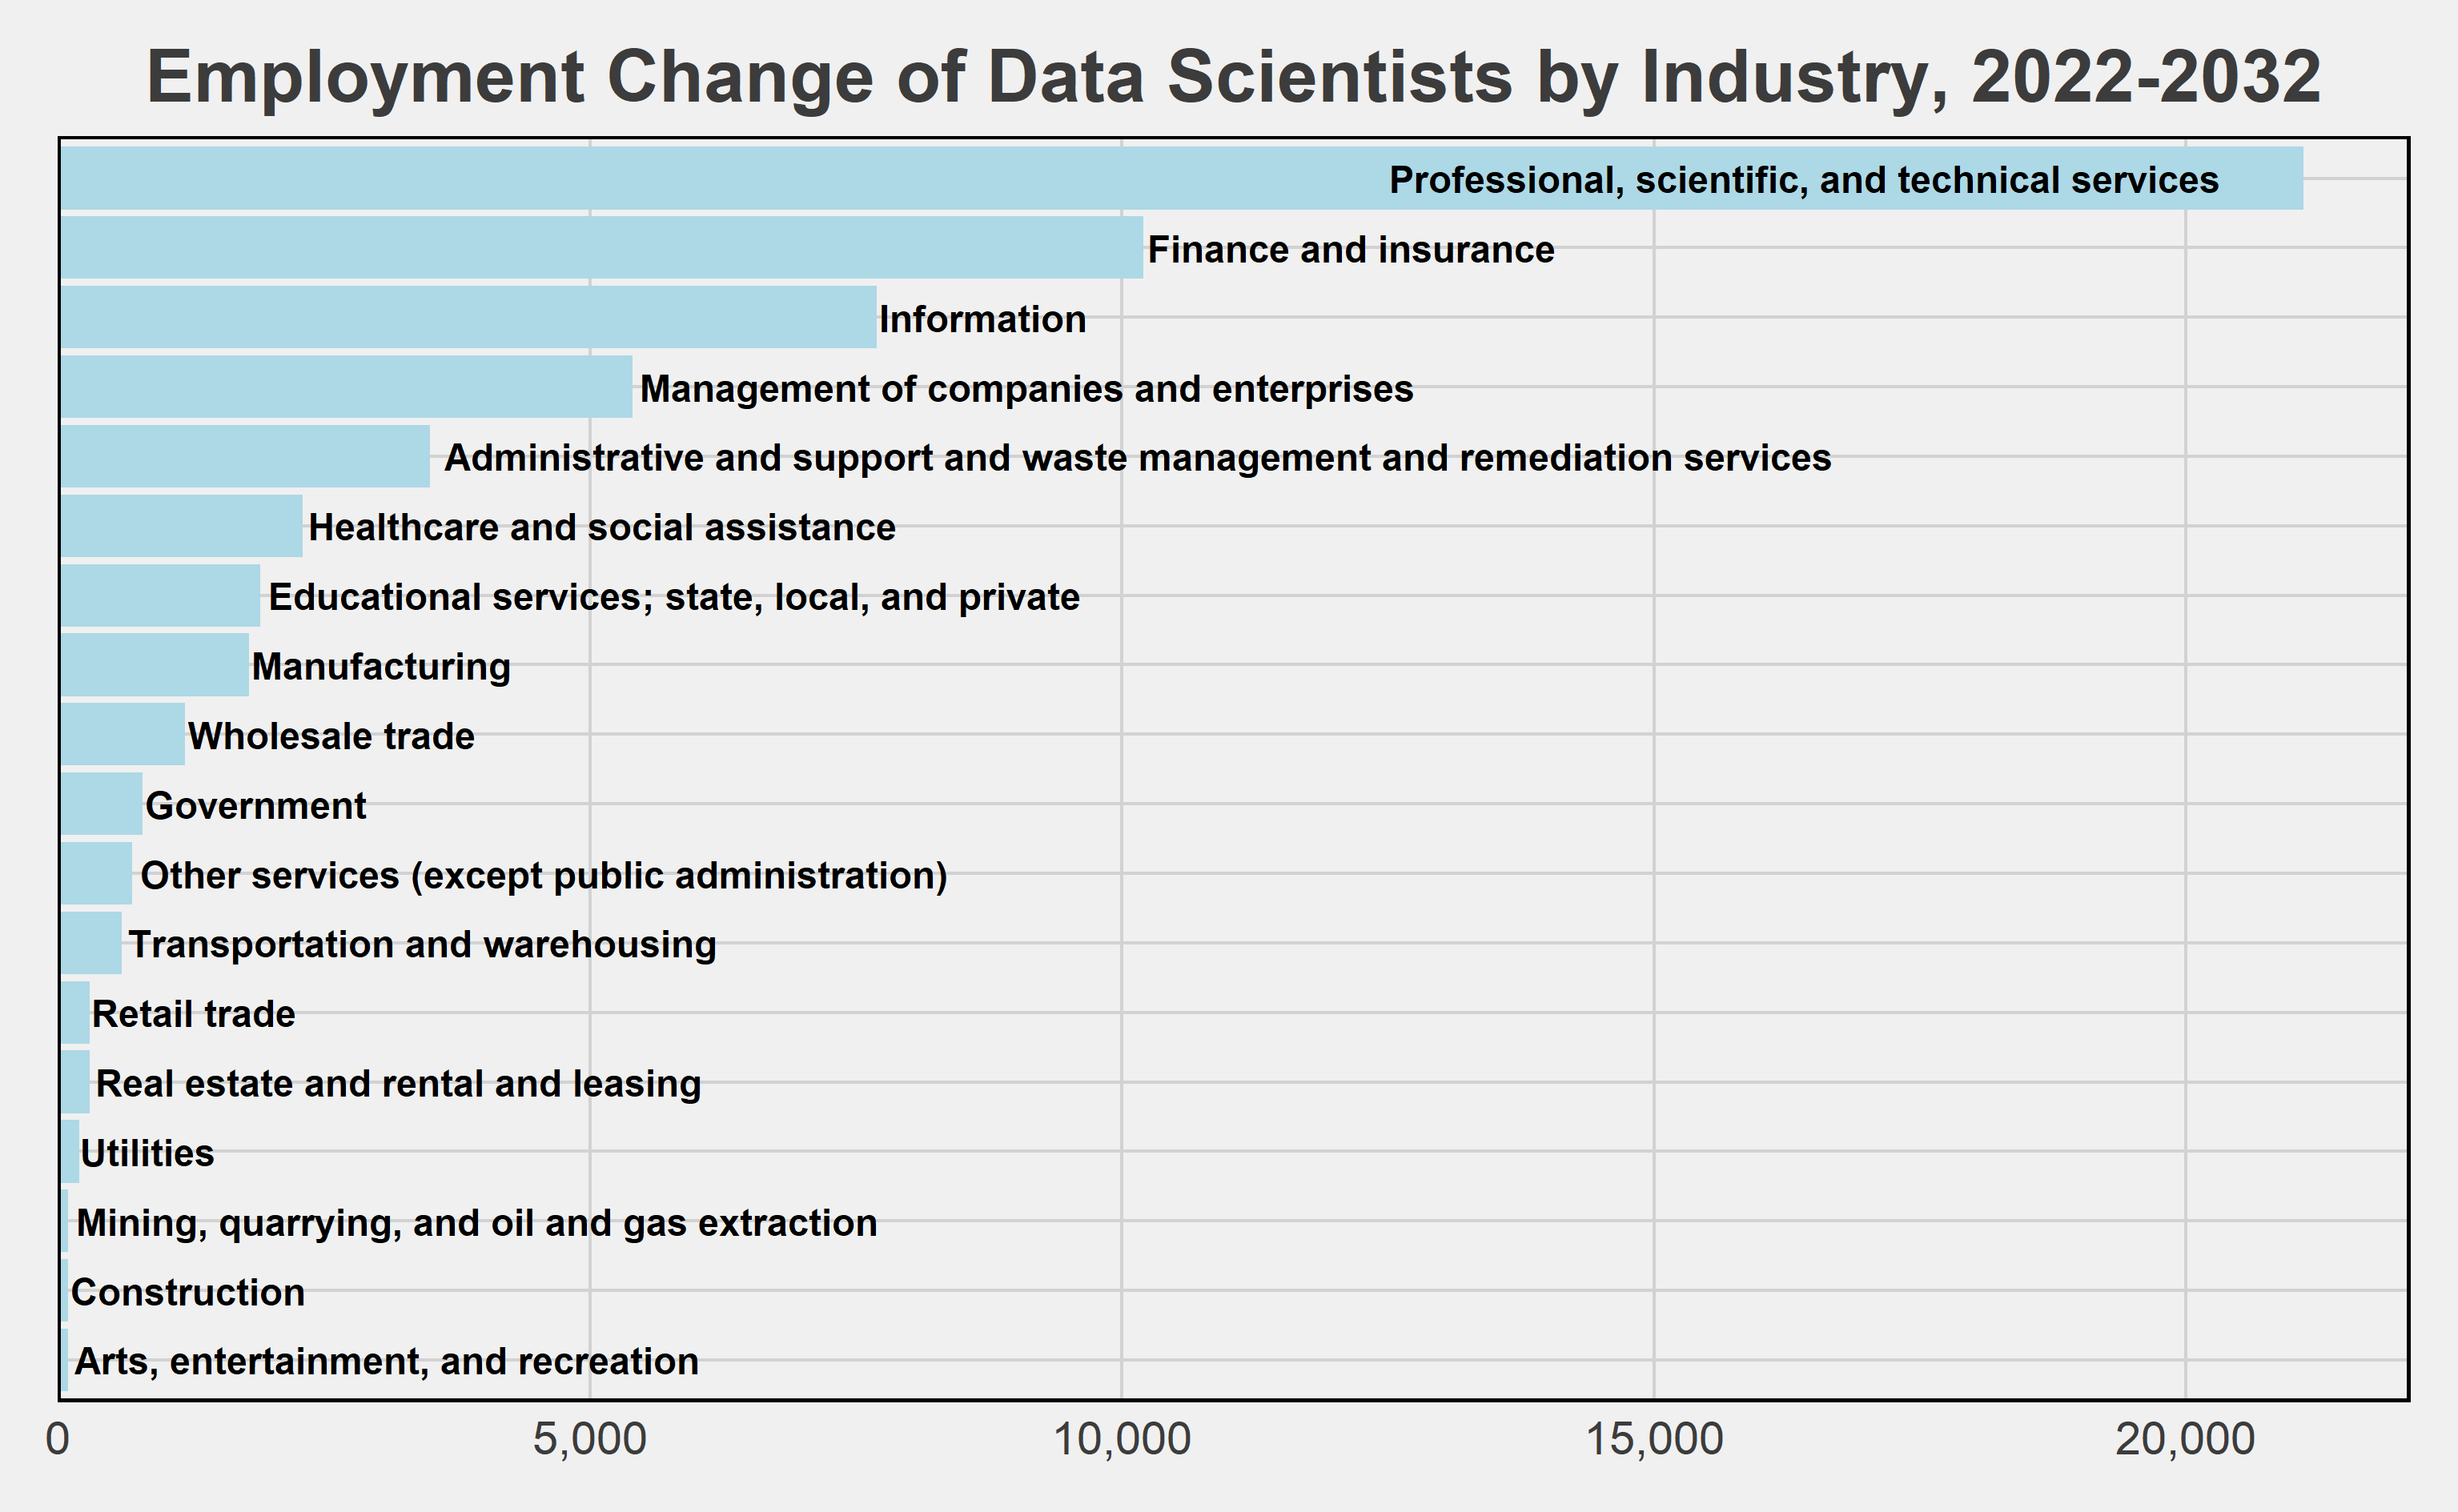 Employment Change of Data Scientists by Industry, 2022-2032
Professional, scientific, and technical services
Finance and insurance
Information
Management of companies and enterprises
Administrative and support and waste management and remediation services
Healthcare and social assistance
Educational services; state, local, and private
Manufacturing
Wholesale trade
Government
Other services (except public administration)
Transportation and warehousing
Retail trade
Real estate and rental and leasing
Utilities
Mining, quarrying, and oil and gas extraction
Construction
Arts, entertainment, and recreation
0 5,000 10,000 15,000 20,000